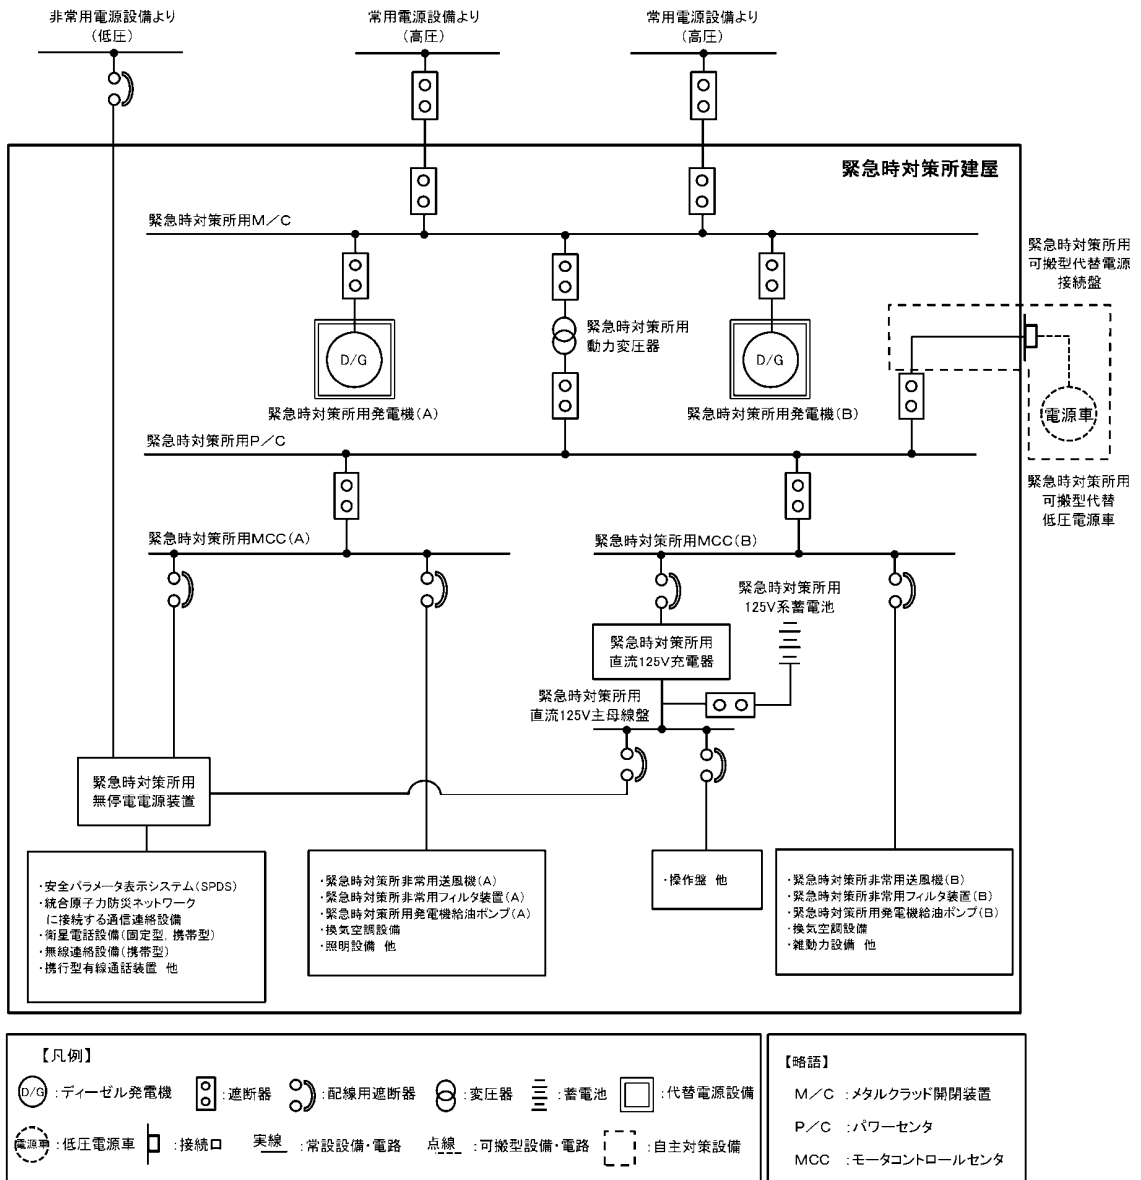 非常用電源設備より
(低圧)
常用電源設備より
(高圧)
常用電源設備より
(高圧)
緊急時対策所建屋
緊急時対策所用M/C
緊急時対策所用
可搬型代替電源
接続盤
緊急時対策所用
動力変圧器
D/G
D/G
緊急時対策所用発電機(A)
緊急時対策所用発電機(B)
電源車
緊急時対策所用P/C
緊急時対策所用
可搬型代替
低圧電源車
緊急時対策所用MCC(A)
緊急時対策所用MCC(B)
緊急時対策所用
125V系蓄電池
緊急時対策所用
直流125V充電器
緊急時対策所用
直流125V主母線盤
緊急時対策所用
無停電電源装置
・安全パラメータ表示システム(SPDS)
・統合原子力防災ネットワーク
に接続する通信連絡設備
・衛星電話設備(固定型,携帯型)
・無線連絡設備(携帯型)
・携行型有線通話装置 他
・緊急時対策所非常用送風機(A)
・緊急時対策所非常用フィルタ装置(A)
・緊急時対策所用発電機給油ポンプ(A)
・換気空調設備
・照明設備 他
・操作盤 他
・緊急時対策所非常用送風機(B)
・緊急時対策所非常用フィルタ装置(B)
・緊急時対策所用発電機給油ポンプ(B)
・換気空調設備
・雑動力設備 他
【凡例】
D/G :ディーゼル発電機 :遮断器 :配線用遮断器 :変圧器 :蓄電池 :代替電源設備
電源車 :低圧電源車 :接続口 実線 :常設設備・電路 点線 :可搬型設備・電路 :自主対策設備
【略語】
M/C :メタルクラッド開閉装置
P/C :パワーセンタ
MCC :モータコントロールセンタ